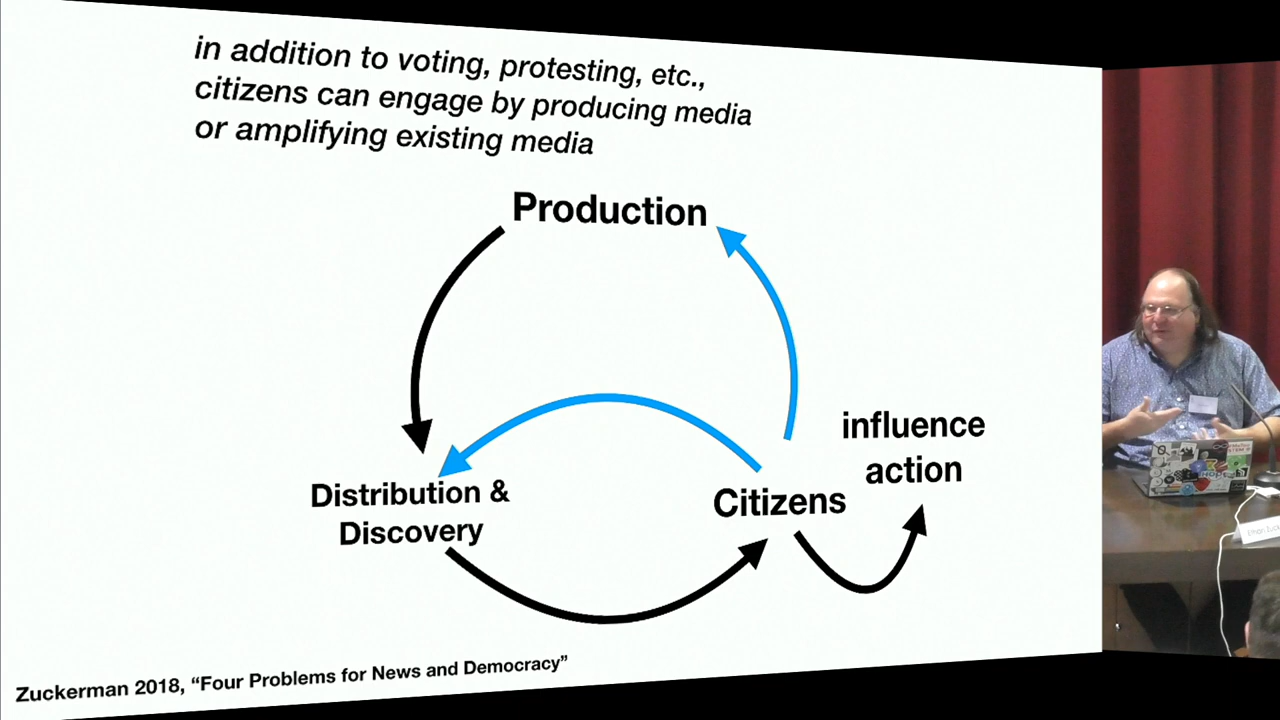 in addition to voting, protesting, etc.,
citizens can engage by producing media
or amplifying existing media
Production
Distribution &
Discovery
Citizens
influence
action
Zuckerman 2018, “Four Problems for News and Democracy”
Ethan